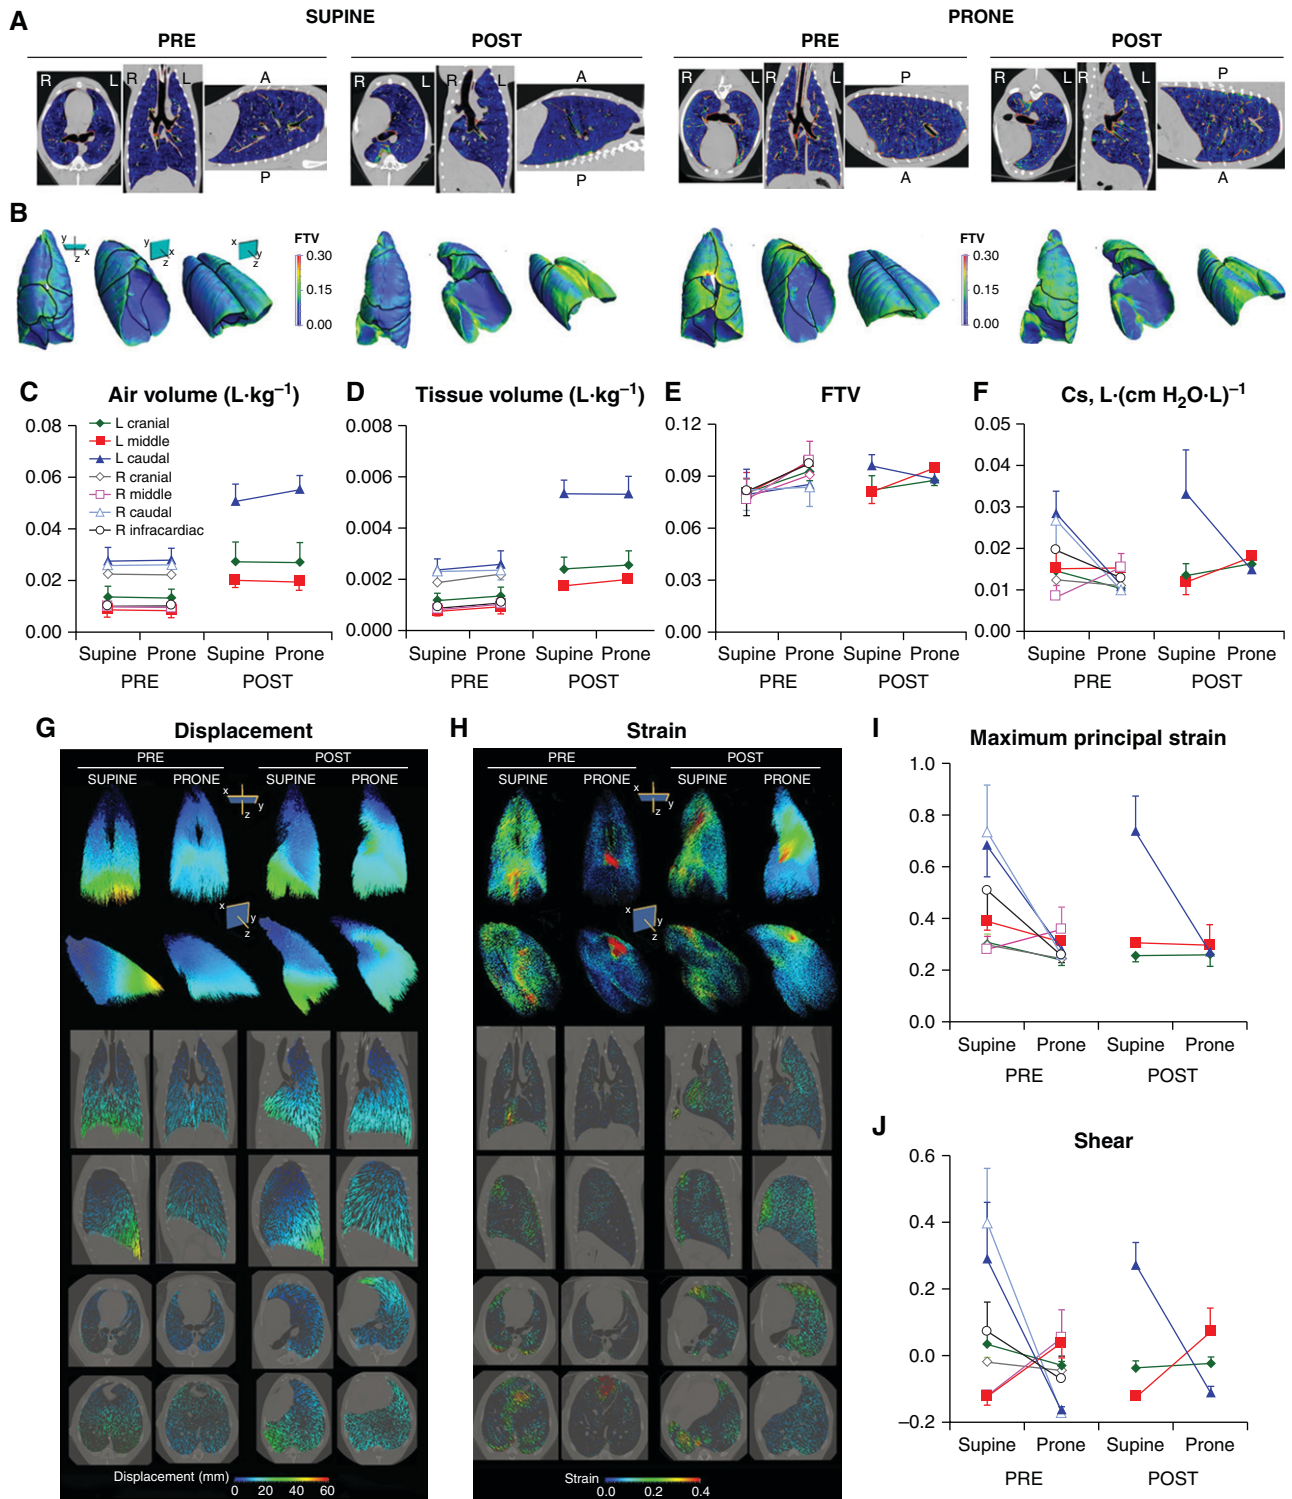 A
SUPINE
PRONE
PRE
POST
PRE
POST
R L R L A P
R L R L A P
R L R L P A
R L R L P A
B
y x z
y x z
x y z
FTV
0.30
0.15
0.00
FTV
0.30
0.15
0.00
C
Air volume (L·kg⁻¹)
0.08
0.06
0.04
0.02
0.00
L cranial
L middle
L caudal
R cranial
R middle
R caudal
R infracardiac
Supine Prone Supine Prone
PRE POST
D
Tissue volume (L·kg⁻¹)
0.008
0.006
0.004
0.002
0.000
Supine Prone Supine Prone
PRE POST
E
FTV
0.12
0.09
0.06
0.03
0.00
Supine Prone Supine Prone
PRE POST
F
Cs, L·(cm H₂O·L)⁻¹
0.05
0.04
0.03
0.02
0.01
0.00
Supine Prone Supine Prone
PRE POST
G
Displacement
PRE POST
SUPINE PRONE SUPINE PRONE
x y z
x y z
Displacement (mm)
0 20 40 60
H
Strain
PRE POST
SUPINE PRONE SUPINE PRONE
x y z
x y z
Strain
0.0 0.2 0.4
I
Maximum principal strain
1.0
0.8
0.6
0.4
0.2
0.0
Supine Prone Supine Prone
PRE POST
J
Shear
0.6
0.4
0.2
0.0
–0.2
Supine Prone Supine Prone
PRE POST